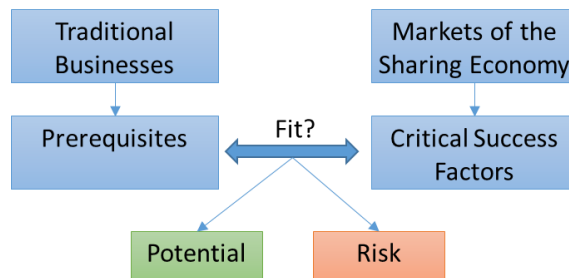 Traditional
Businesses
Markets of the
Sharing Economy
Prerequisites
Fit?
Critical Success
Factors
Potential
Risk